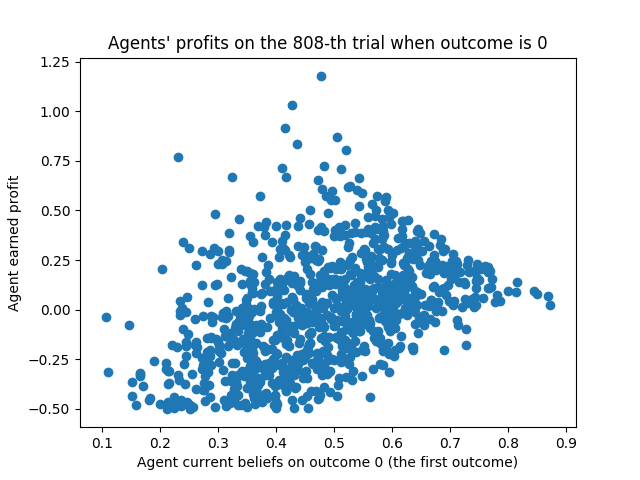 Agents' profits on the 808-th trial when outcome is 0
1.25
1.00
0.75
0.50
0.25
0.00
−0.25
−0.50
Agent earned profit
0.1 0.2 0.3 0.4 0.5 0.6 0.7 0.8 0.9
Agent current beliefs on outcome 0 (the first outcome)